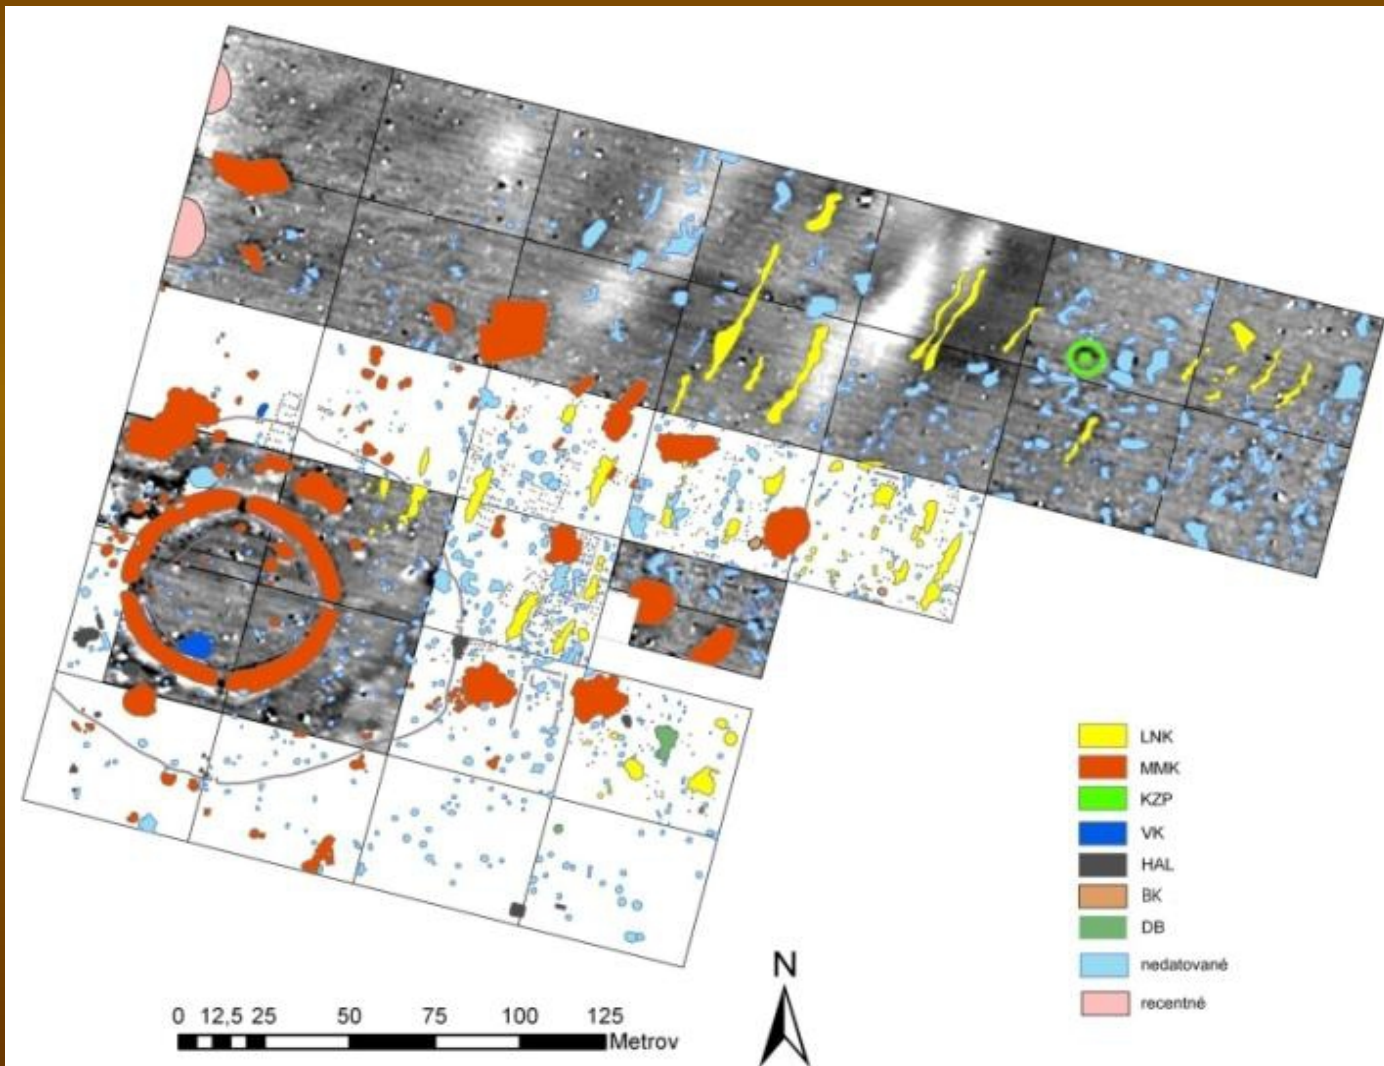 LNK
MMK
KZP
VK
HAL
BK
DB
nedatované
recentné
N
0 12,5 25 50 75 100 125
Metrov